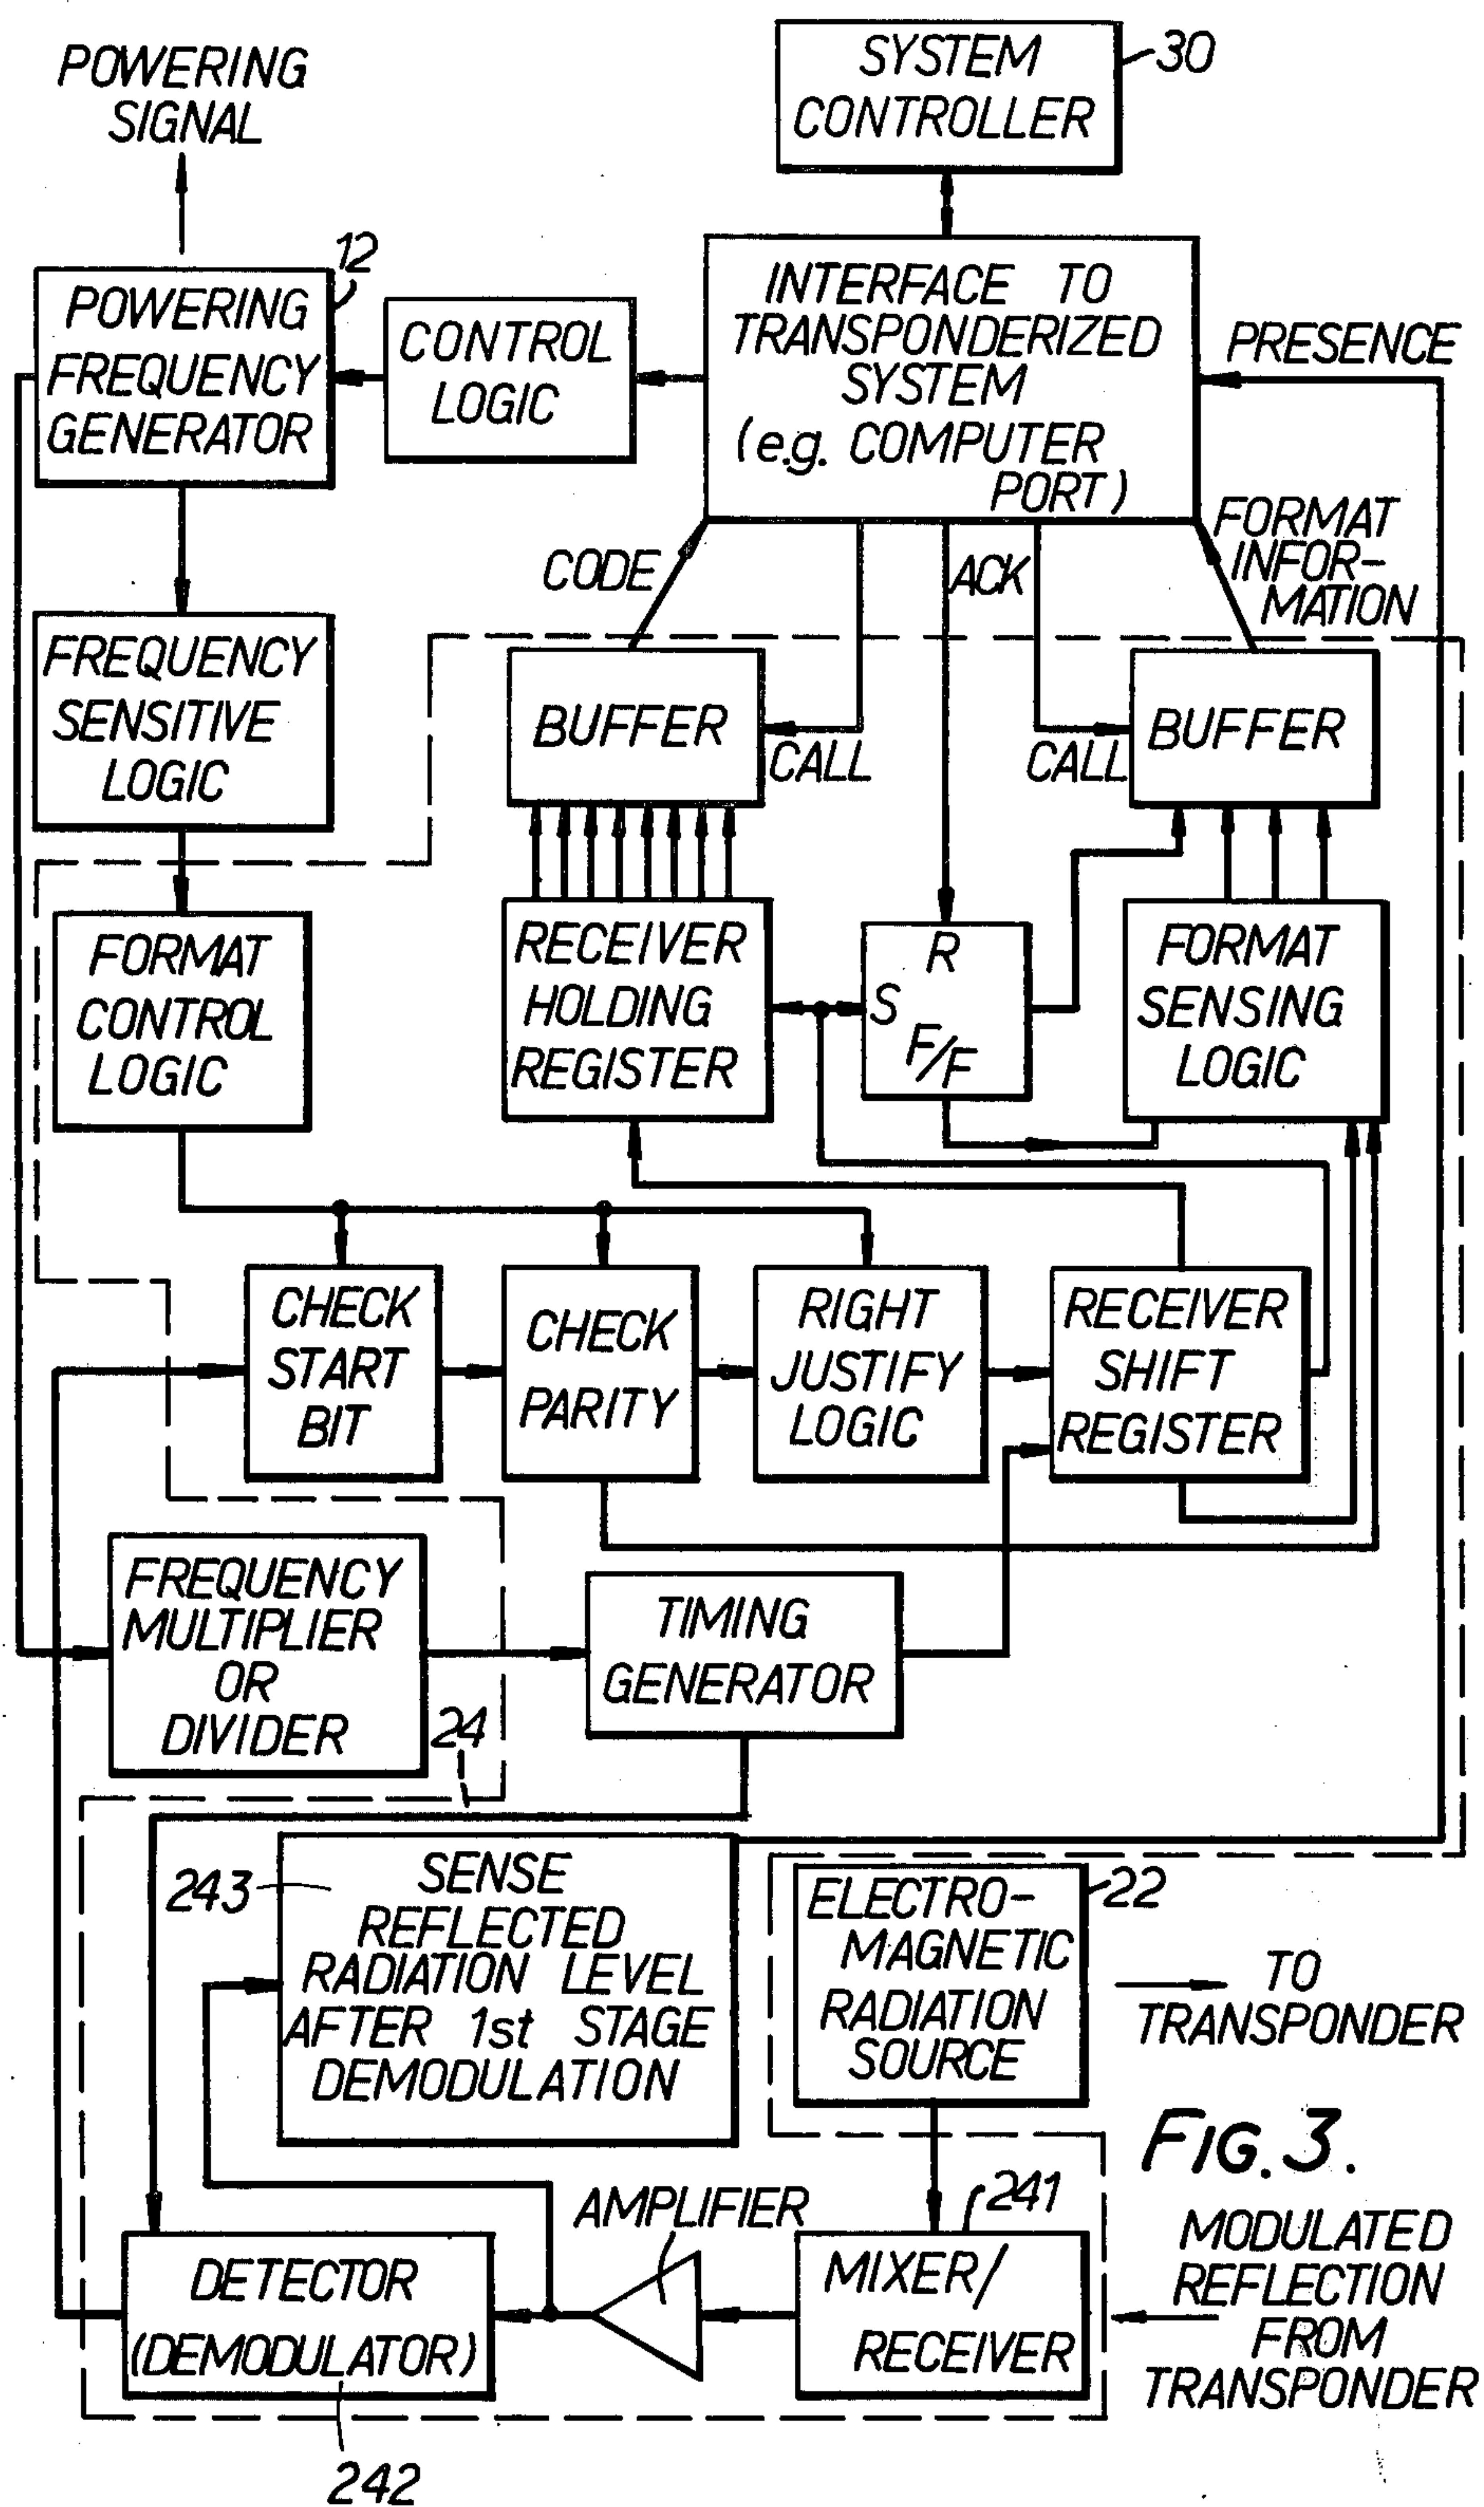 POWERING
SIGNAL
SYSTEM
CONTROLLER
30
12
POWERING
FREQUENCY
GENERATOR
CONTROL
LOGIC
INTERFACE TO
TRANSPONDERIZED
SYSTEM
(e.g. COMPUTER
PORT)
PRESENCE
CODE
ACK
FORMAT
INFOR-
MATION
FREQUENCY
SENSITIVE
LOGIC
BUFFER
CALL
CALL
BUFFER
FORMAT
CONTROL
LOGIC
RECEIVER
HOLDING
REGISTER
R
S
F/F
FORMAT
SENSING
LOGIC
CHECK
START
BIT
CHECK
PARITY
RIGHT
JUSTIFY
LOGIC
RECEIVER
SHIFT
REGISTER
FREQUENCY
MULTIPLIER
OR
DIVIDER
TIMING
GENERATOR
24
243
SENSE
REFLECTED
RADIATION LEVEL
AFTER 1st STAGE
DEMODULATION
ELECTRO-
MAGNETIC
RADIATION
SOURCE
22
TO
TRANSPONDER
FIG. 3.
AMPLIFIER
241
DETECTOR
(DEMODULATOR)
MIXER/
RECEIVER
MODULATED
REFLECTION
FROM
TRANSPONDER
242